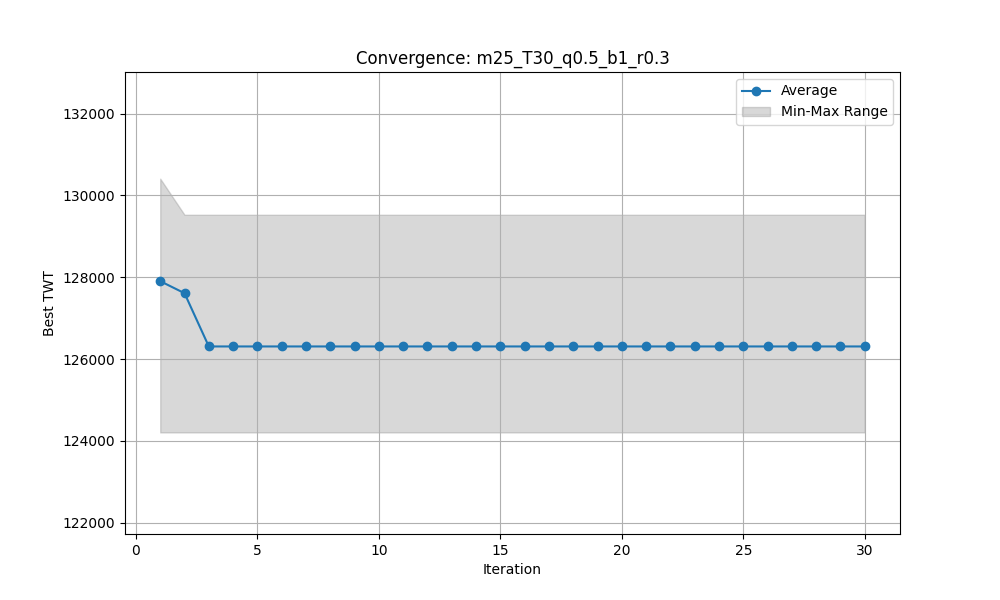 Convergence: m25_T30_q0.5_b1_r0.3
Average
Min-Max Range
132000
130000
128000
126000
124000
122000
Best TWT
0 5 10 15 20 25 30
Iteration